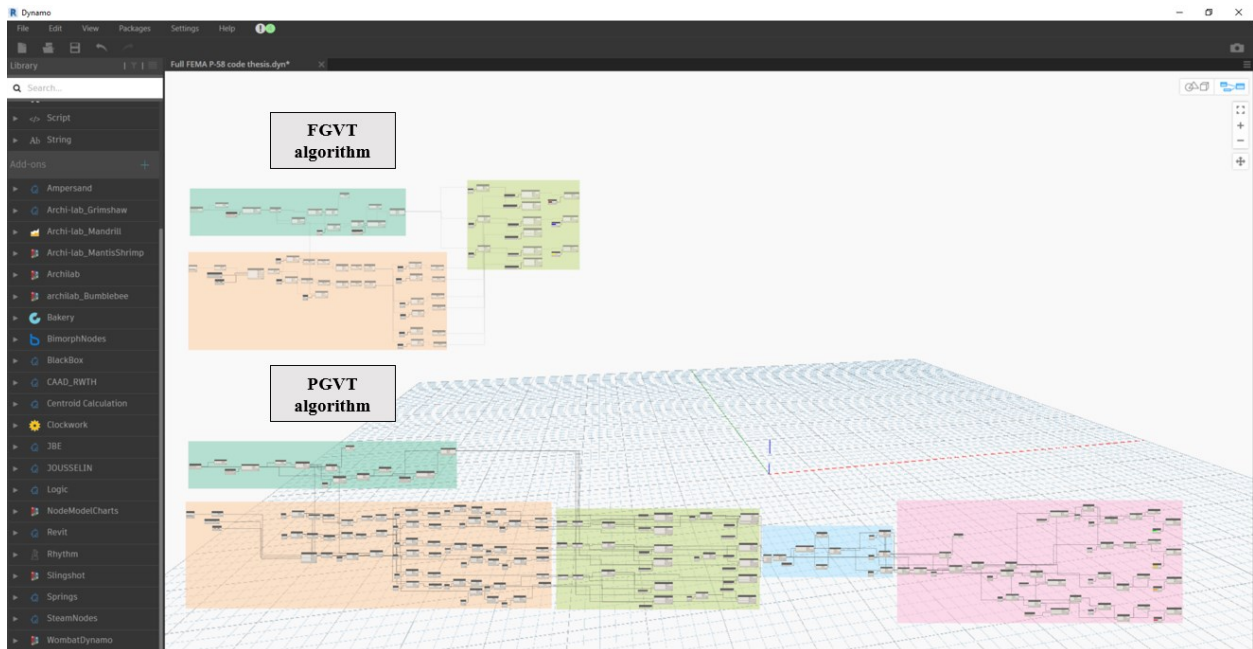 Dynamo
File Edit View Packages Settings Help
Library
Full FEMA P-58 code thesis.dyn*
Search...
Script
Ab String
Add-ons
Ampersand
Archi-lab_Grimshaw
Archi-lab_Mandrill
Archi-lab_MantisShrimp
Archilab
archilab_Bumblebee
Bakery
BimorphNodes
BlackBox
CAAD_RWTH
Centroid Calculation
Clockwork
JBE
JOUSSELIN
Logic
NodeModelCharts
Revit
Rhythm
Slingshot
Springs
SteamNodes
WombatDynamo
FGVT
algorithm
PGVT
algorithm